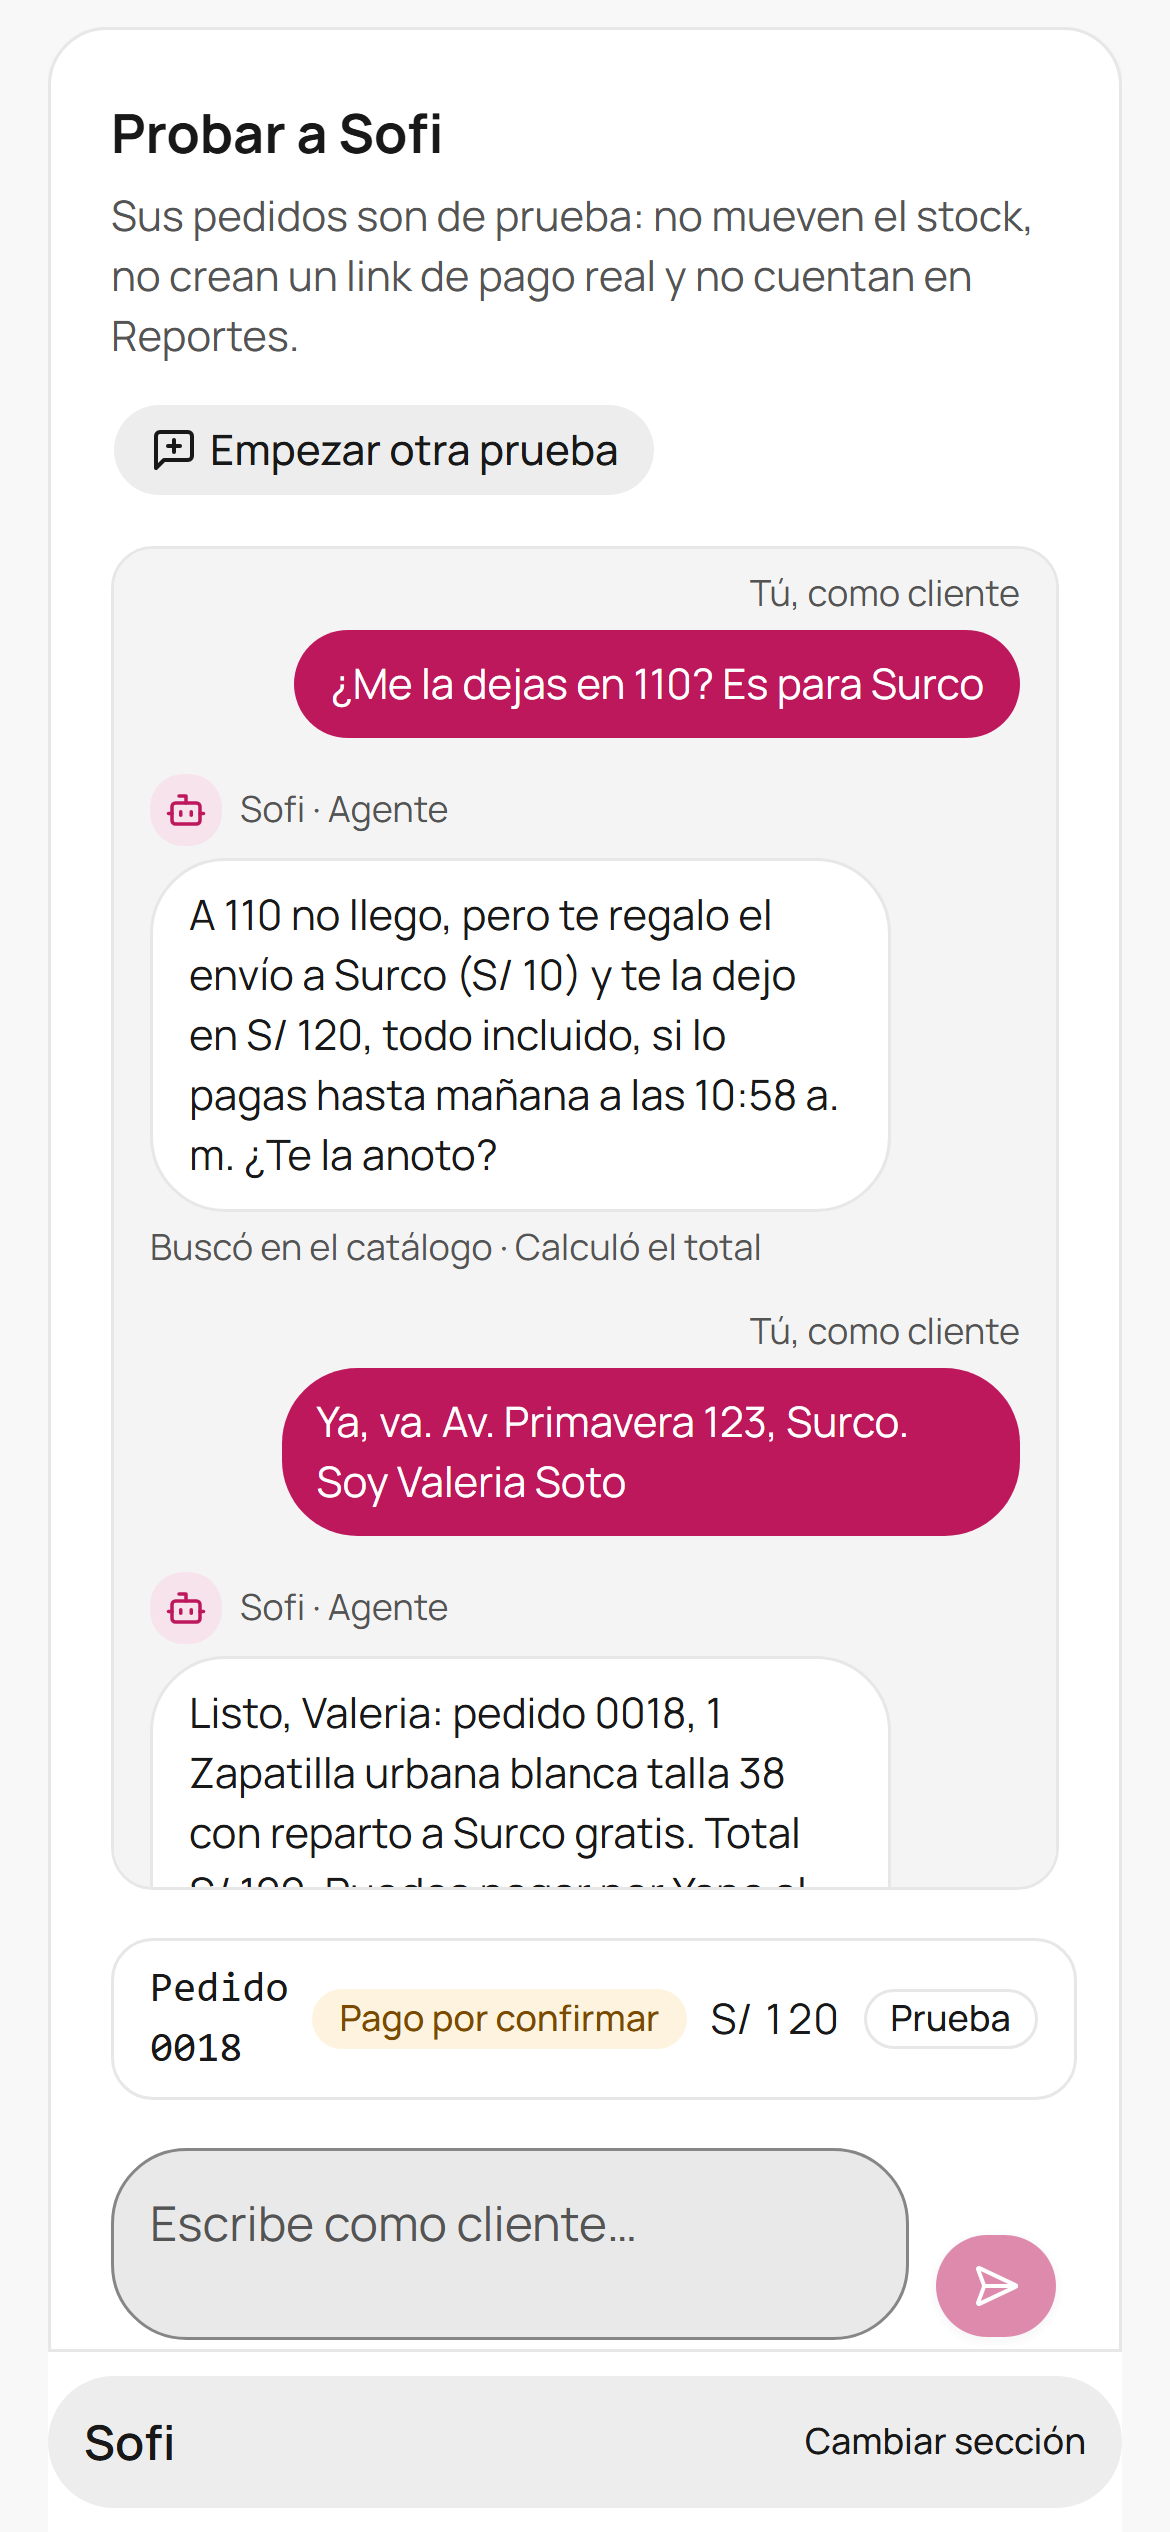 Probar a Sofi
Sus pedidos son de prueba: no mueven el stock,
no crean un link de pago real y no cuentan en
Reportes.
Empezar otra prueba
Tú, como cliente
¿Me la dejas en 110? Es para Surco
Sofi · Agente
A 110 no llego, pero te regalo el
envío a Surco (S/ 10) y te la dejo
en S/ 120, todo incluido, si lo
pagas hasta mañana a las 10:58 a.
m. ¿Te la anoto?
Buscó en el catálogo · Calculó el total
Tú, como cliente
Ya, va. Av. Primavera 123, Surco.
Soy Valeria Soto
Sofi · Agente
Listo, Valeria: pedido 0018, 1
Zapatilla urbana blanca talla 38
con reparto a Surco gratis. Total
Pedido
0018
Pago por confirmar
S/ 120
Prueba
Escribe como cliente...
Sofi
Cambiar sección